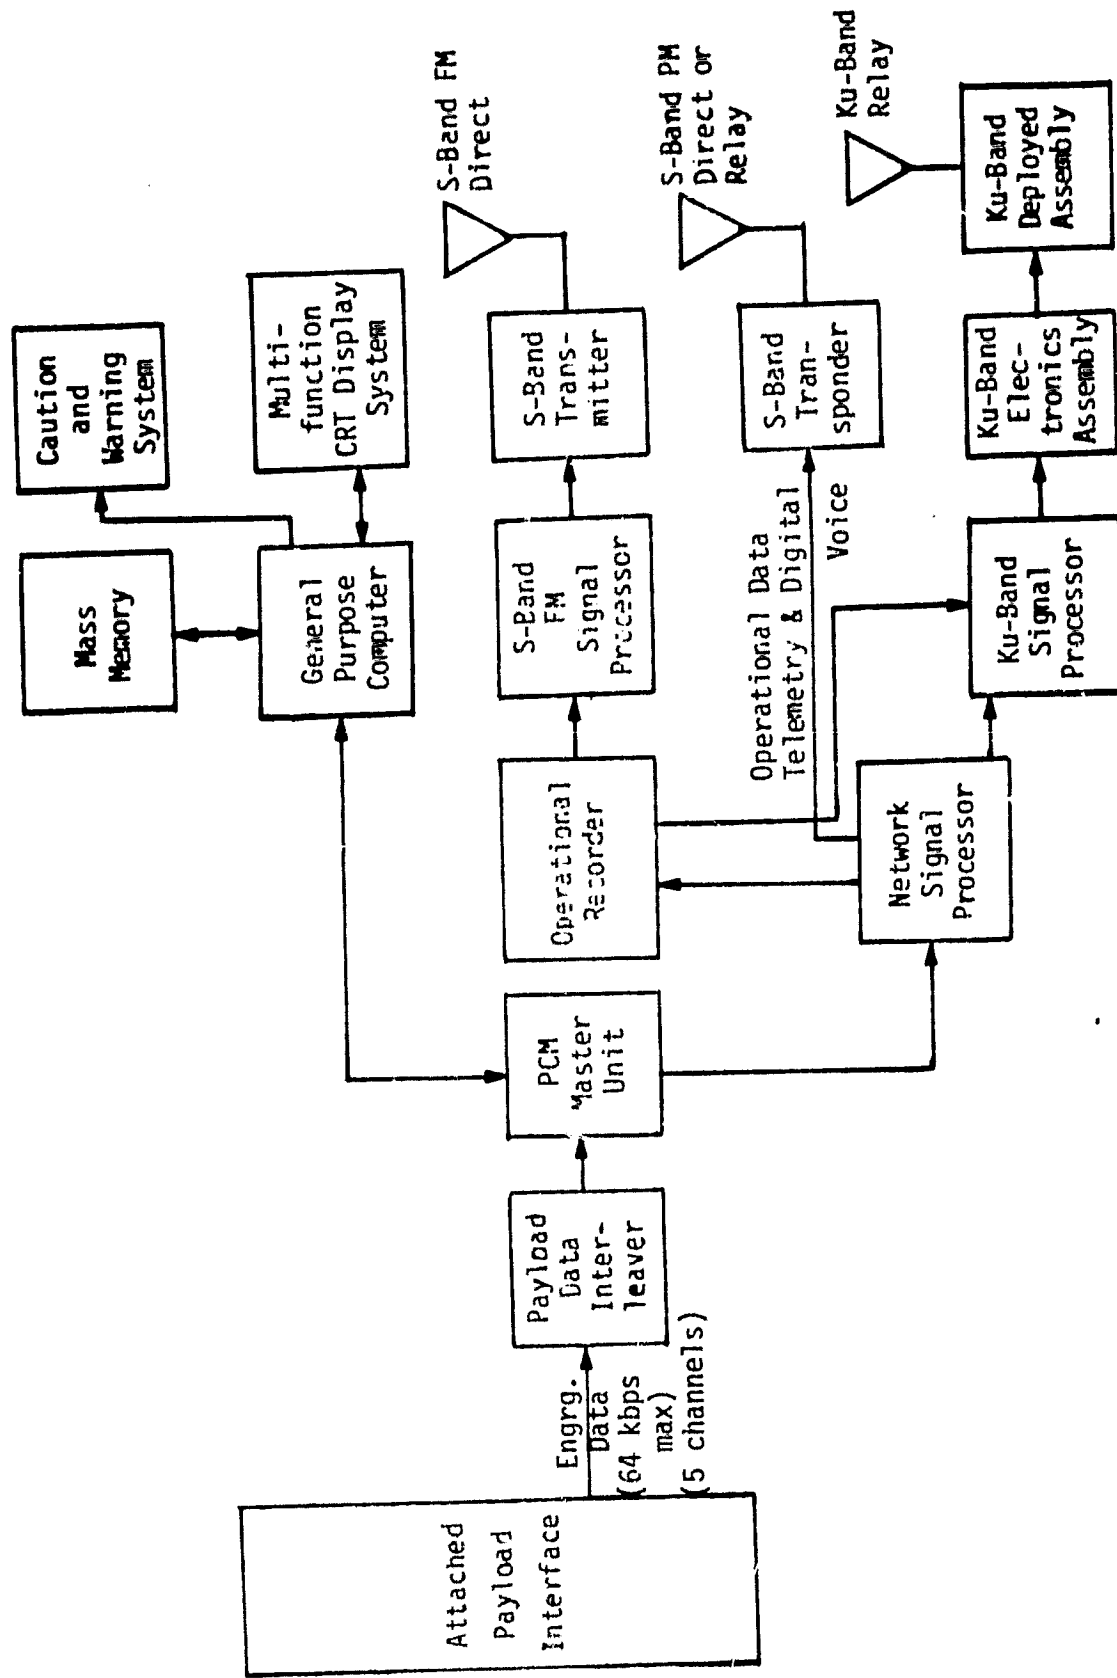 Attached
Payload
Interface
Engrg.
Data
(64 kbps
max)
(5 channels)
Payload
Data
Inter-
leaver
PCM
Master
Unit
Mass
Memory
Caution
and
Warning
System
General
Purpose
Computer
Multi-
function
CRT Display
System
Operational
Recorder
S-Band
FM
Signal
Processor
S-Band
Trans-
mitter
S-Band FM
Direct
Operational Data
Telemetry & Digital
Voice
S-Band
Tran-
sponder
S-Band PM
Direct or
Relay
Network
Signal
Processor
Ku-Band
Signal
Processor
Ku-Band
Elec-
tronics
Assembly
Ku-Band
Deployed
Assembly
Ku-Band
Relay